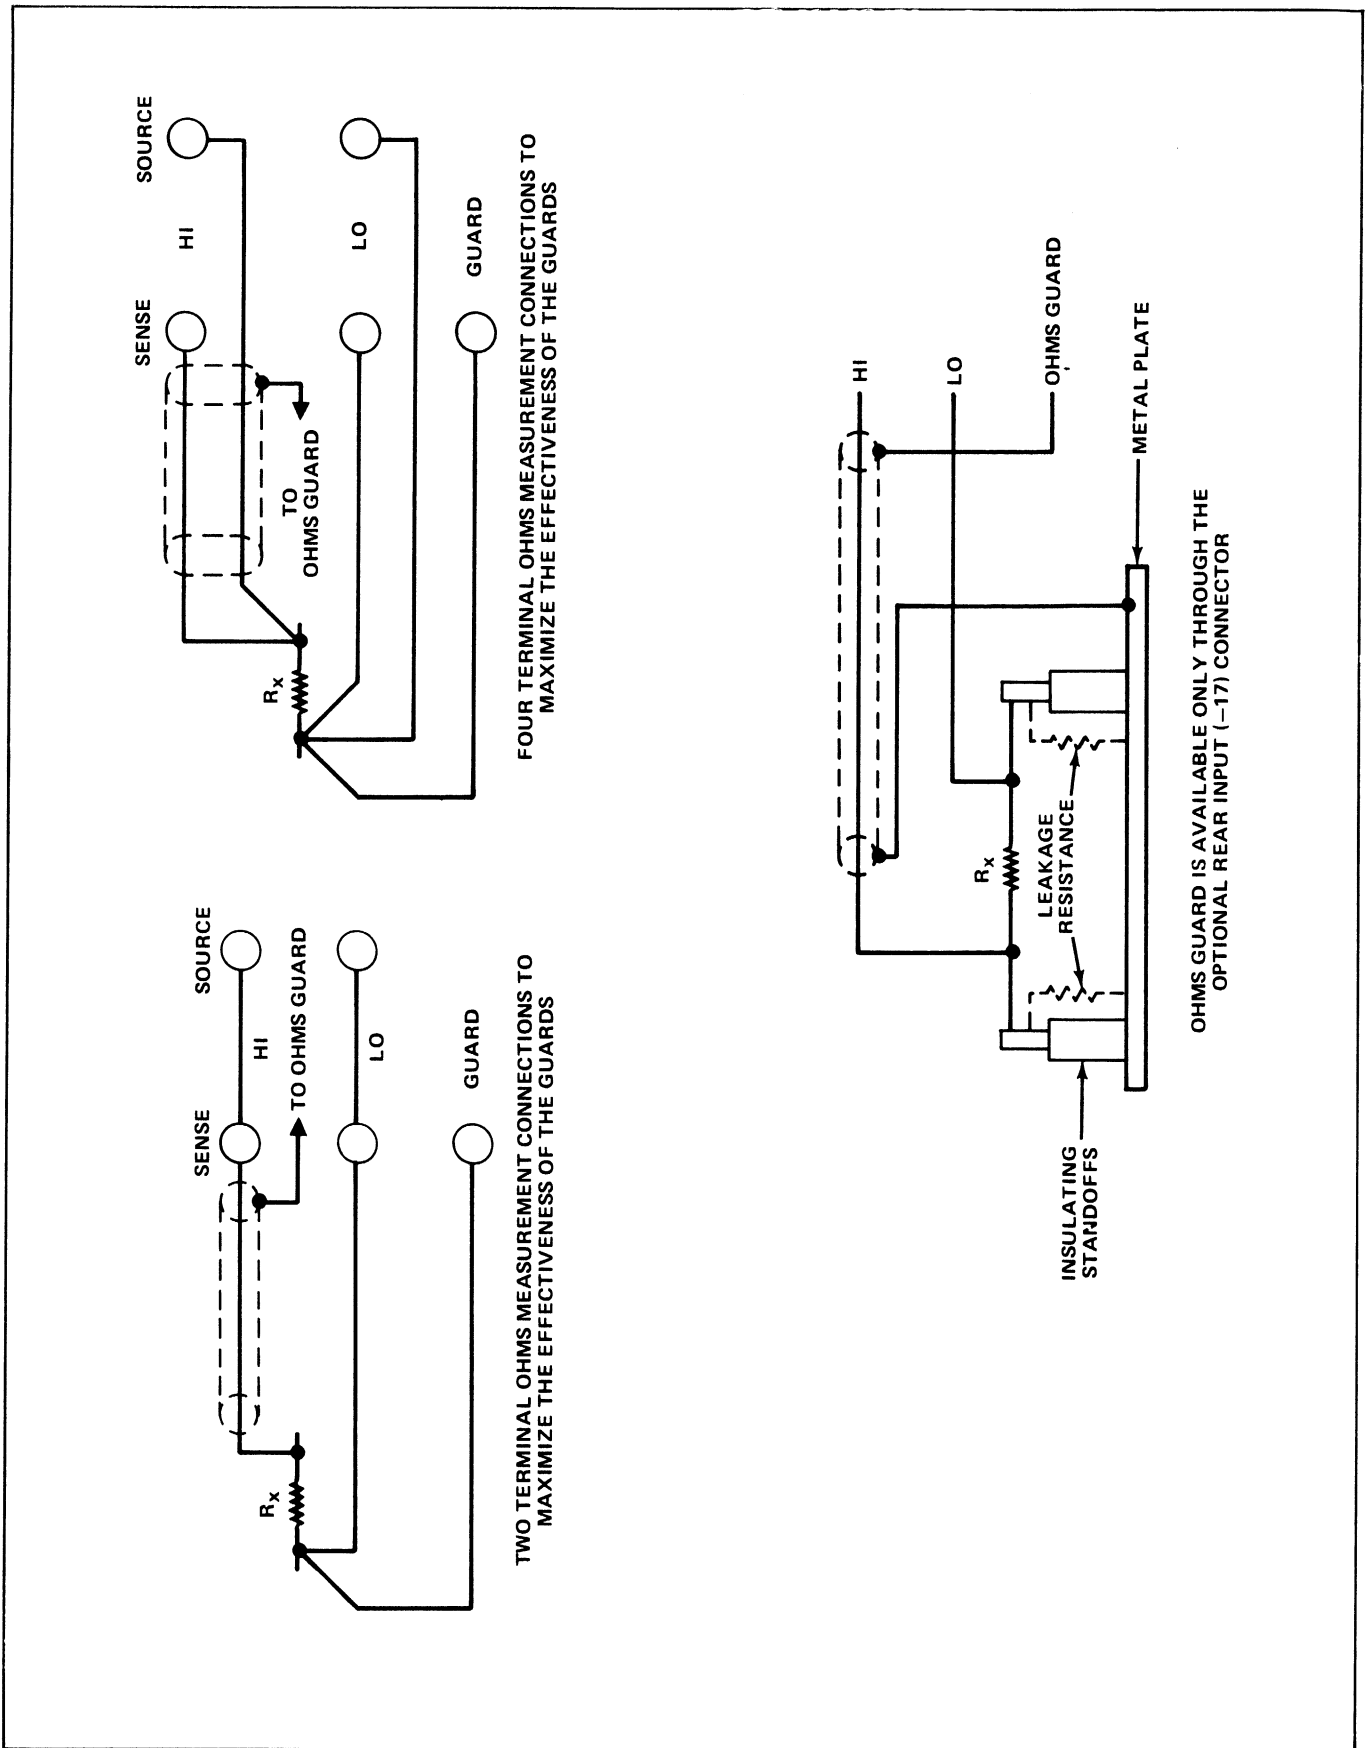 SENSE
SOURCE
HI
TO OHMS GUARD
LO
GUARD
Rx
TWO TERMINAL OHMS MEASUREMENT CONNECTIONS TO
MAXIMIZE THE EFFECTIVENESS OF THE GUARDS
SENSE
SOURCE
HI
TO
OHMS GUARD
LO
GUARD
Rx
FOUR TERMINAL OHMS MEASUREMENT CONNECTIONS TO
MAXIMIZE THE EFFECTIVENESS OF THE GUARDS
HI
LO
OHMS GUARD
Rx
LEAKAGE
RESISTANCE
INSULATING
STANDOFFS
METAL PLATE
OHMS GUARD IS AVAILABLE ONLY THROUGH THE
OPTIONAL REAR INPUT (–17) CONNECTOR